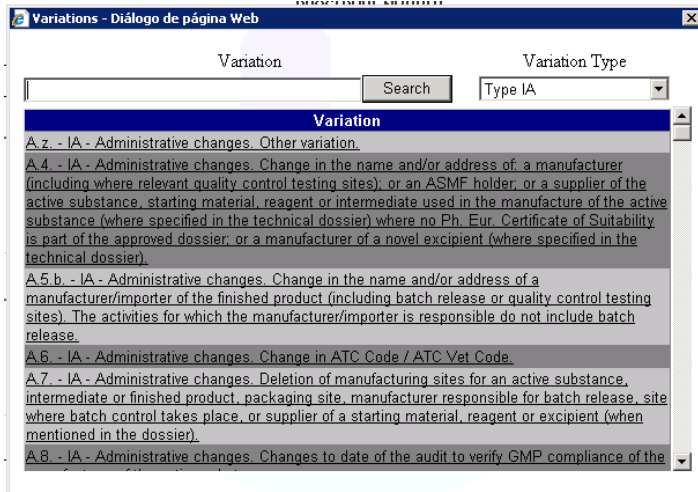 Variations - Diálogo de página Web
Variation
Variation Type
Search
Type IA
Variation
A.z. - IA - Administrative changes. Other variation.
A.4. - IA - Administrative changes. Change in the name and/or address of: a manufacturer
(including where relevant quality control testing sites); or an ASMF holder; or a supplier of the
active substance, starting material, reagent or intermediate used in the manufacture of the active
substance (where specified in the technical dossier) where no Ph. Eur. Certificate of Suitability
is part of the approved dossier; or a manufacturer of a novel excipient (where specified in the
technical dossier).
A.5.b. - IA - Administrative changes. Change in the name and/or address of a
manufacturer/importer of the finished product (including batch release or quality control testing
sites). The activities for which the manufacturer/importer is responsible do not include batch
release.
A.6. - IA - Administrative changes. Change in ATC Code / ATC Vet Code.
A.7. - IA - Administrative changes. Deletion of manufacturing sites for an active substance,
intermediate or finished product, packaging site, manufacturer responsible for batch release, site
where batch control takes place, or supplier of a starting material, reagent or excipient (when
mentioned in the dossier).
A.8. - IA - Administrative changes. Changes to date of the audit to verify GMP compliance of the